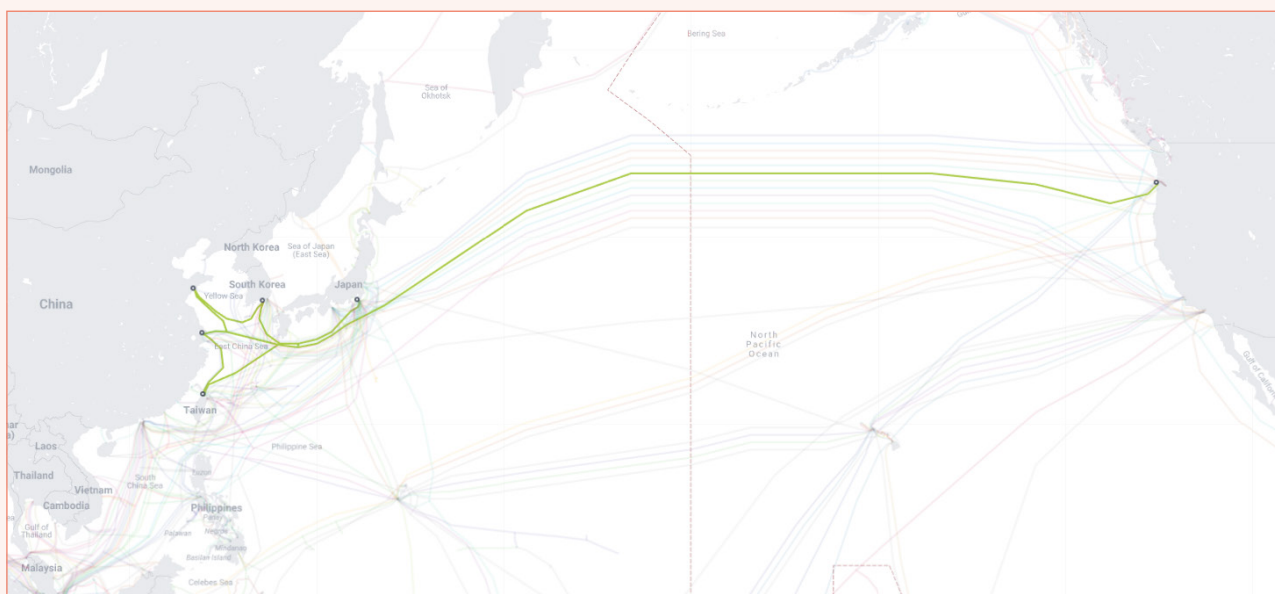 Bering Sea
Sea of
Okhotsk
Mongolia
North Korea
Sea of Japan
(East Sea)
South Korea
Japan
Yellow Sea
China
East China Sea
North
Pacific
Ocean
Gulf of
Taiwan
Laos
Philippine Sea
Thailand
South
China Sea
Vietnam
Cambodia
Philippines
Gulf of
Thailand
Palawan
Mindanao
Basilan Island
Malaysia
Celebes Sea